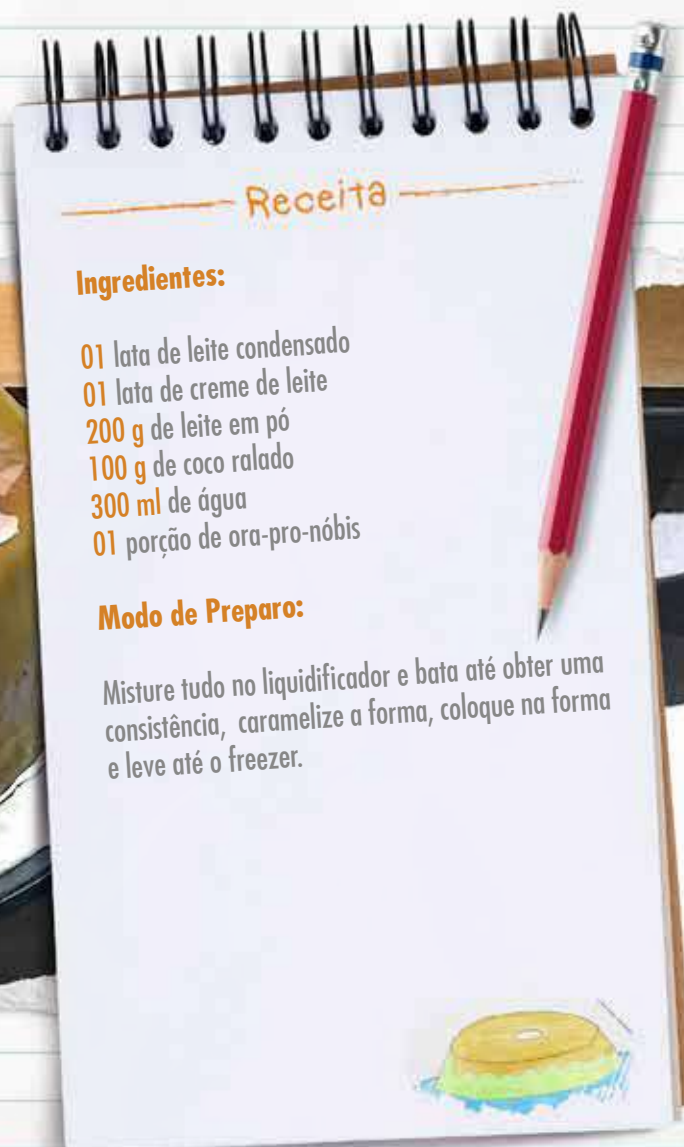 Receita
Ingredientes:
01 lata de leite condensado
01 lata de creme de leite
200 g de leite em pó
100 g de coco ralado
300 ml de água
01 porção de ora-pro-nóbis
Modo de Preparo:
Misture tudo no liquidificador e bata até obter uma
consistência, caramelize a forma, coloque na forma
e leve até o freezer.